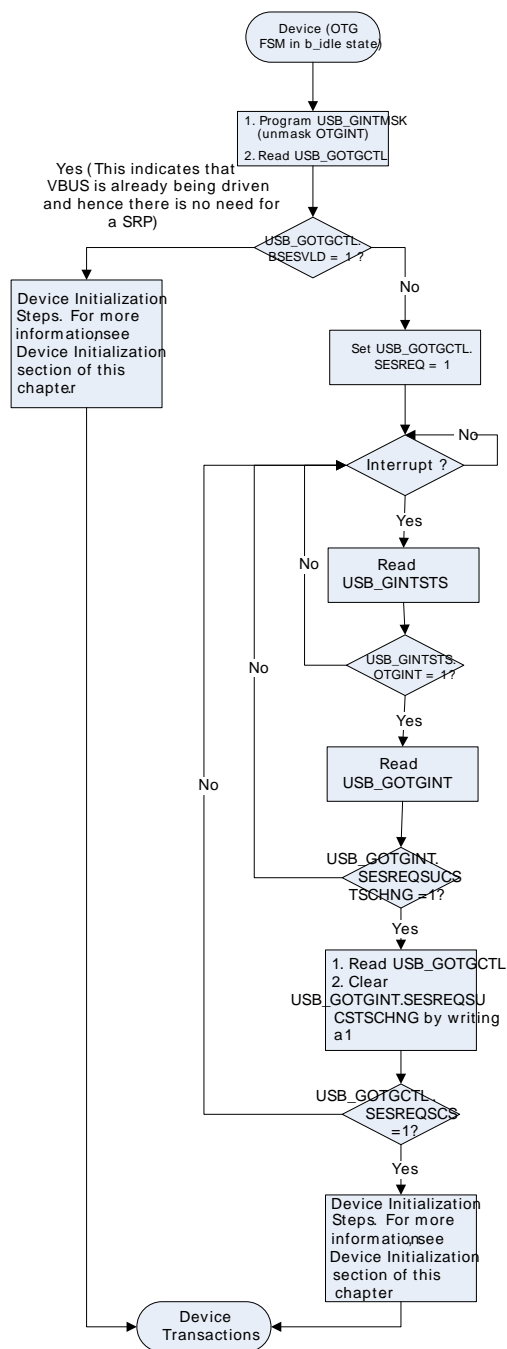 Device (OTG
FSM in b_idle state)
1. Program USB_GINTMSK
(unmask OTGINT)
2. Read USB_GOTGCTL
Yes (This indicates that
VBUS is already being driven
and hence there is no need for
a SRP)
USB_GOTGCTL.
BSESVLD = 1 ?
No
Device Initialization
Steps. For more
information,see
Device Initialization
section of this
chapter.
Set USB_GOTGCTL.
SESREQ = 1
No
Interrupt ?
Yes
No
Read
USB_GINTSTS
No
USB_GINTSTS.
OTGINT = 1?
Yes
Read
USB_GOTGINT
No
USB_GOTGINT.
SESREQSUCS
TSCHNG =1?
Yes
1. Read USB_GOTGCTL
2. Clear
USB_GOTGINT.SESREQSU
CSTSCHNG by writing
a1
USB_GOTGCTL.
SESREQSCS
=1?
Yes
Device Initialization
Steps. For more
information,see
Device Initialization
section of this
chapter
Device
Transactions